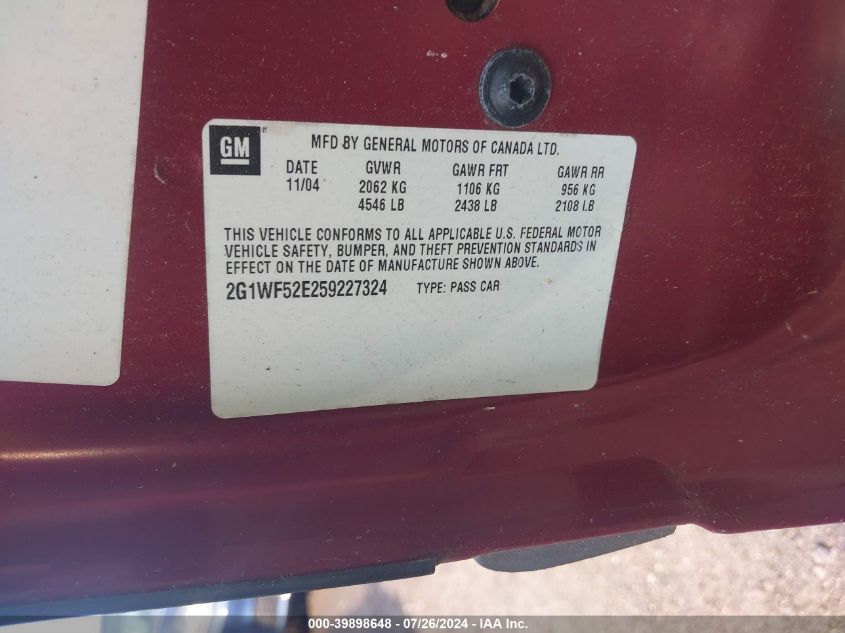 GM
MFD BY GENERAL MOTORS OF CANADA LTD.
DATE GVWR GAWR FRT GAWR RR
11/04 2062 KG 1106 KG 956 KG
4546 LB 2438 LB 2108 LB
THIS VEHICLE CONFORMS TO ALL APPLICABLE U.S. FEDERAL MOTOR
VEHICLE SAFETY, BUMPER, AND THEFT PREVENTION STANDARDS IN
EFFECT ON THE DATE OF MANUFACTURE SHOWN ABOVE.
2G1WF52E259227324 TYPE: PASS CAR
000-39898648 - 07/26/2024 - IAA Inc.